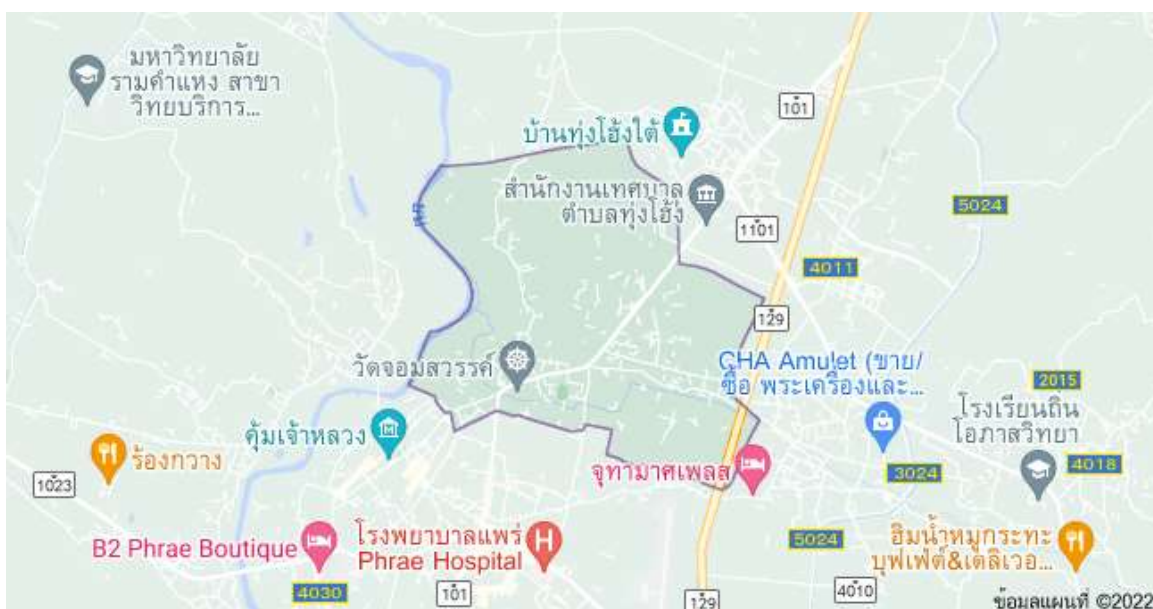 มหาวิทยาลัย
รามคำแหง สาขา
วิทยบริการ...
101
บ้านทุ่งโฮ้งใต้
สำนักงานเทศบาล
ตำบลทุ่งโฮ้ง
5024
1101
4011
129
วัดจอมสวรรค์
CHA Amulet (ขาย/
ซื้อ พระเครื่องและ...
2015
โรงเรียนถิ่น
โอภาสวิทยา
คุ้มเจ้าหลวง
ร้องกวาง
1023
จุฑามาศเพลส
3024
4018
B2 Phrae Boutique
โรงพยาบาลแพร่
Phrae Hospital
5024
ฮิมน้ำหมูกระทะ
บุฟเฟ่ต์&เดลิเวอ...
4030
101
129
4010
ข้อมูลแผนที่ ©2022